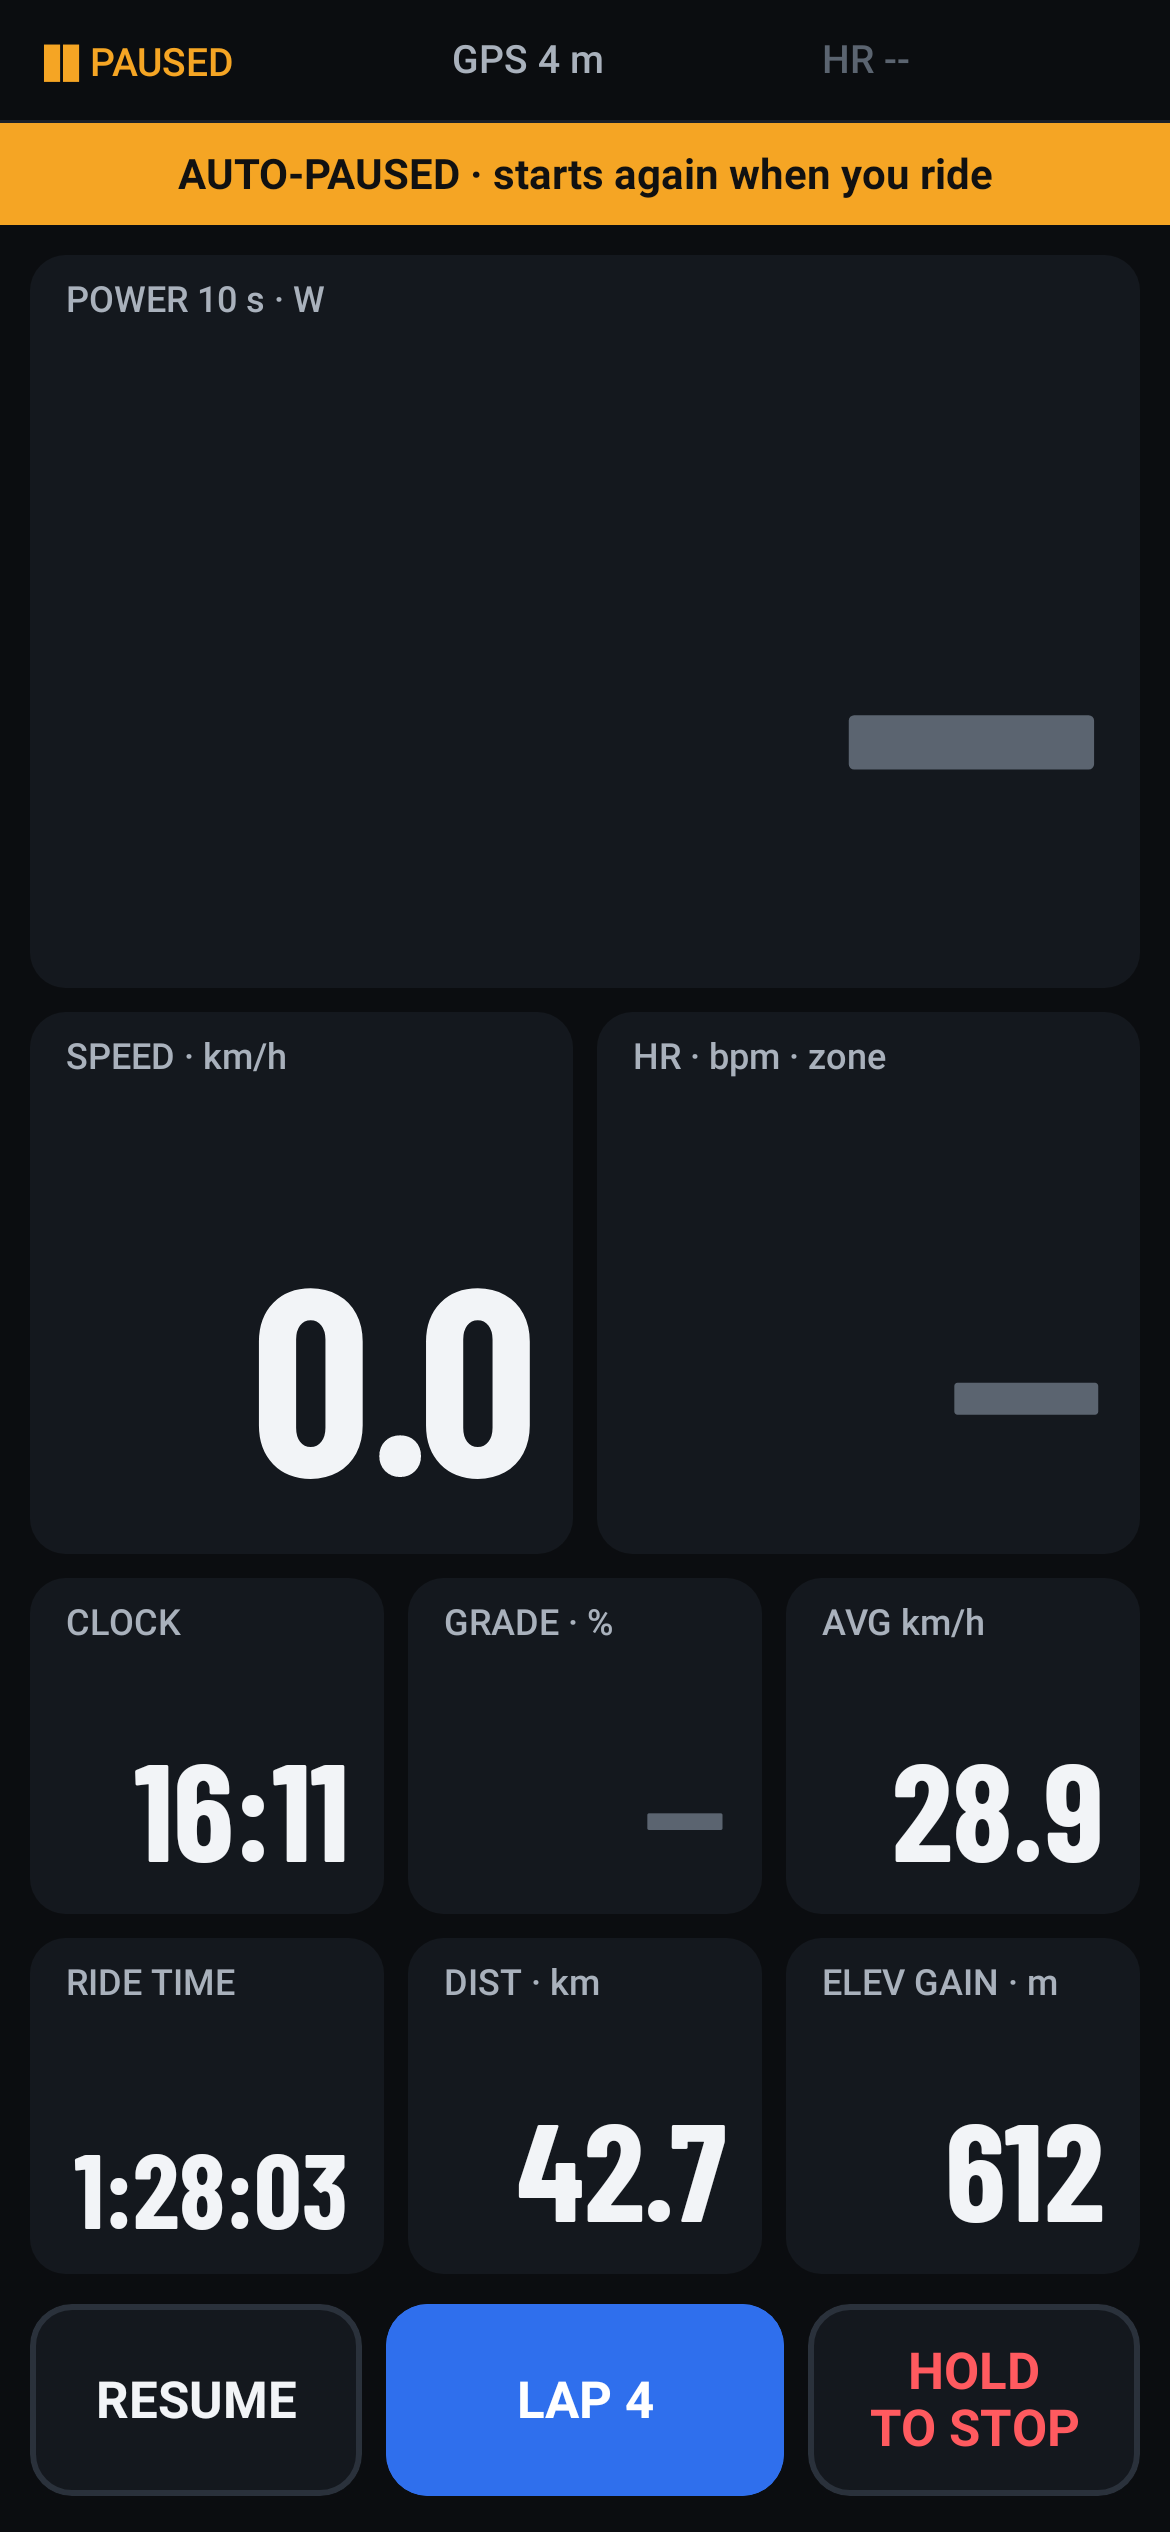 PAUSED
GPS 4 m
HR --
AUTO-PAUSED · starts again when you ride
POWER 10 s · W
SPEED · km/h
HR · bpm · zone
0.0
CLOCK
GRADE · %
AVG km/h
16:11
28.9
RIDE TIME
DIST · km
ELEV GAIN · m
1:28:03
42.7
612
RESUME
LAP 4
HOLD
TO STOP